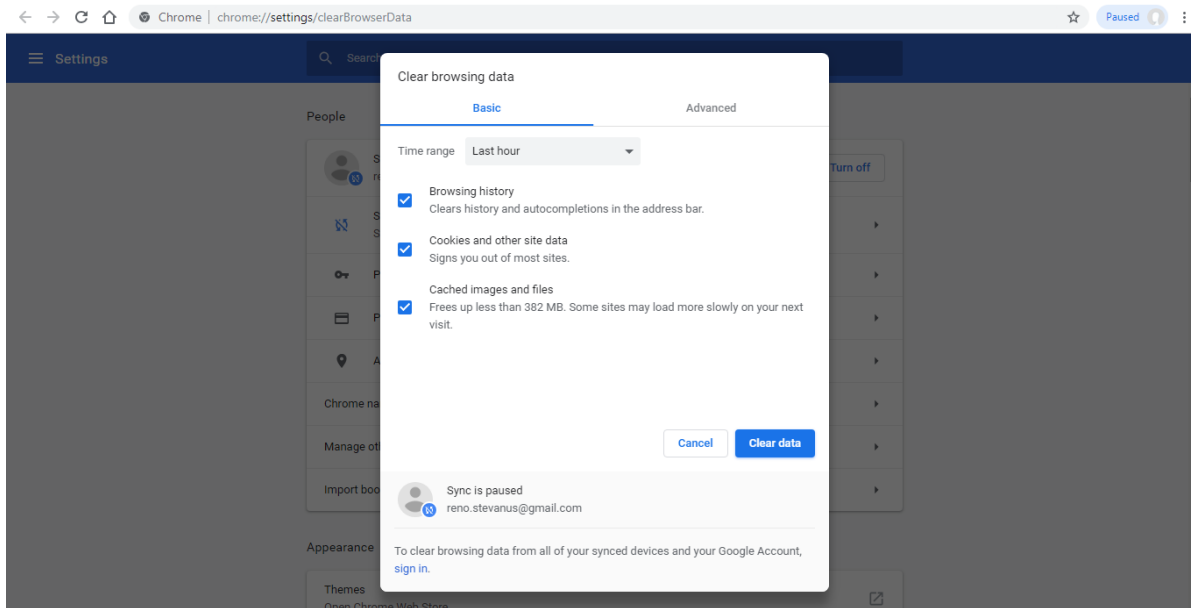 Chrome | chrome://settings/clearBrowserData
Paused
Settings
Search
Clear browsing data
Basic
Advanced
People
Time range
Last hour
Turn off
Browsing history
Clears history and autocompletions in the address bar.
Cookies and other site data
Signs you out of most sites.
Cached images and files
Frees up less than 382 MB. Some sites may load more slowly on your next
visit.
Chrome na
Manage ot
Cancel
Clear data
Import boo
Sync is paused
reno.stevanus@gmail.com
Appearance
To clear browsing data from all of your synced devices and your Google Account,
sign in.
Themes
Open Chrome Web Store